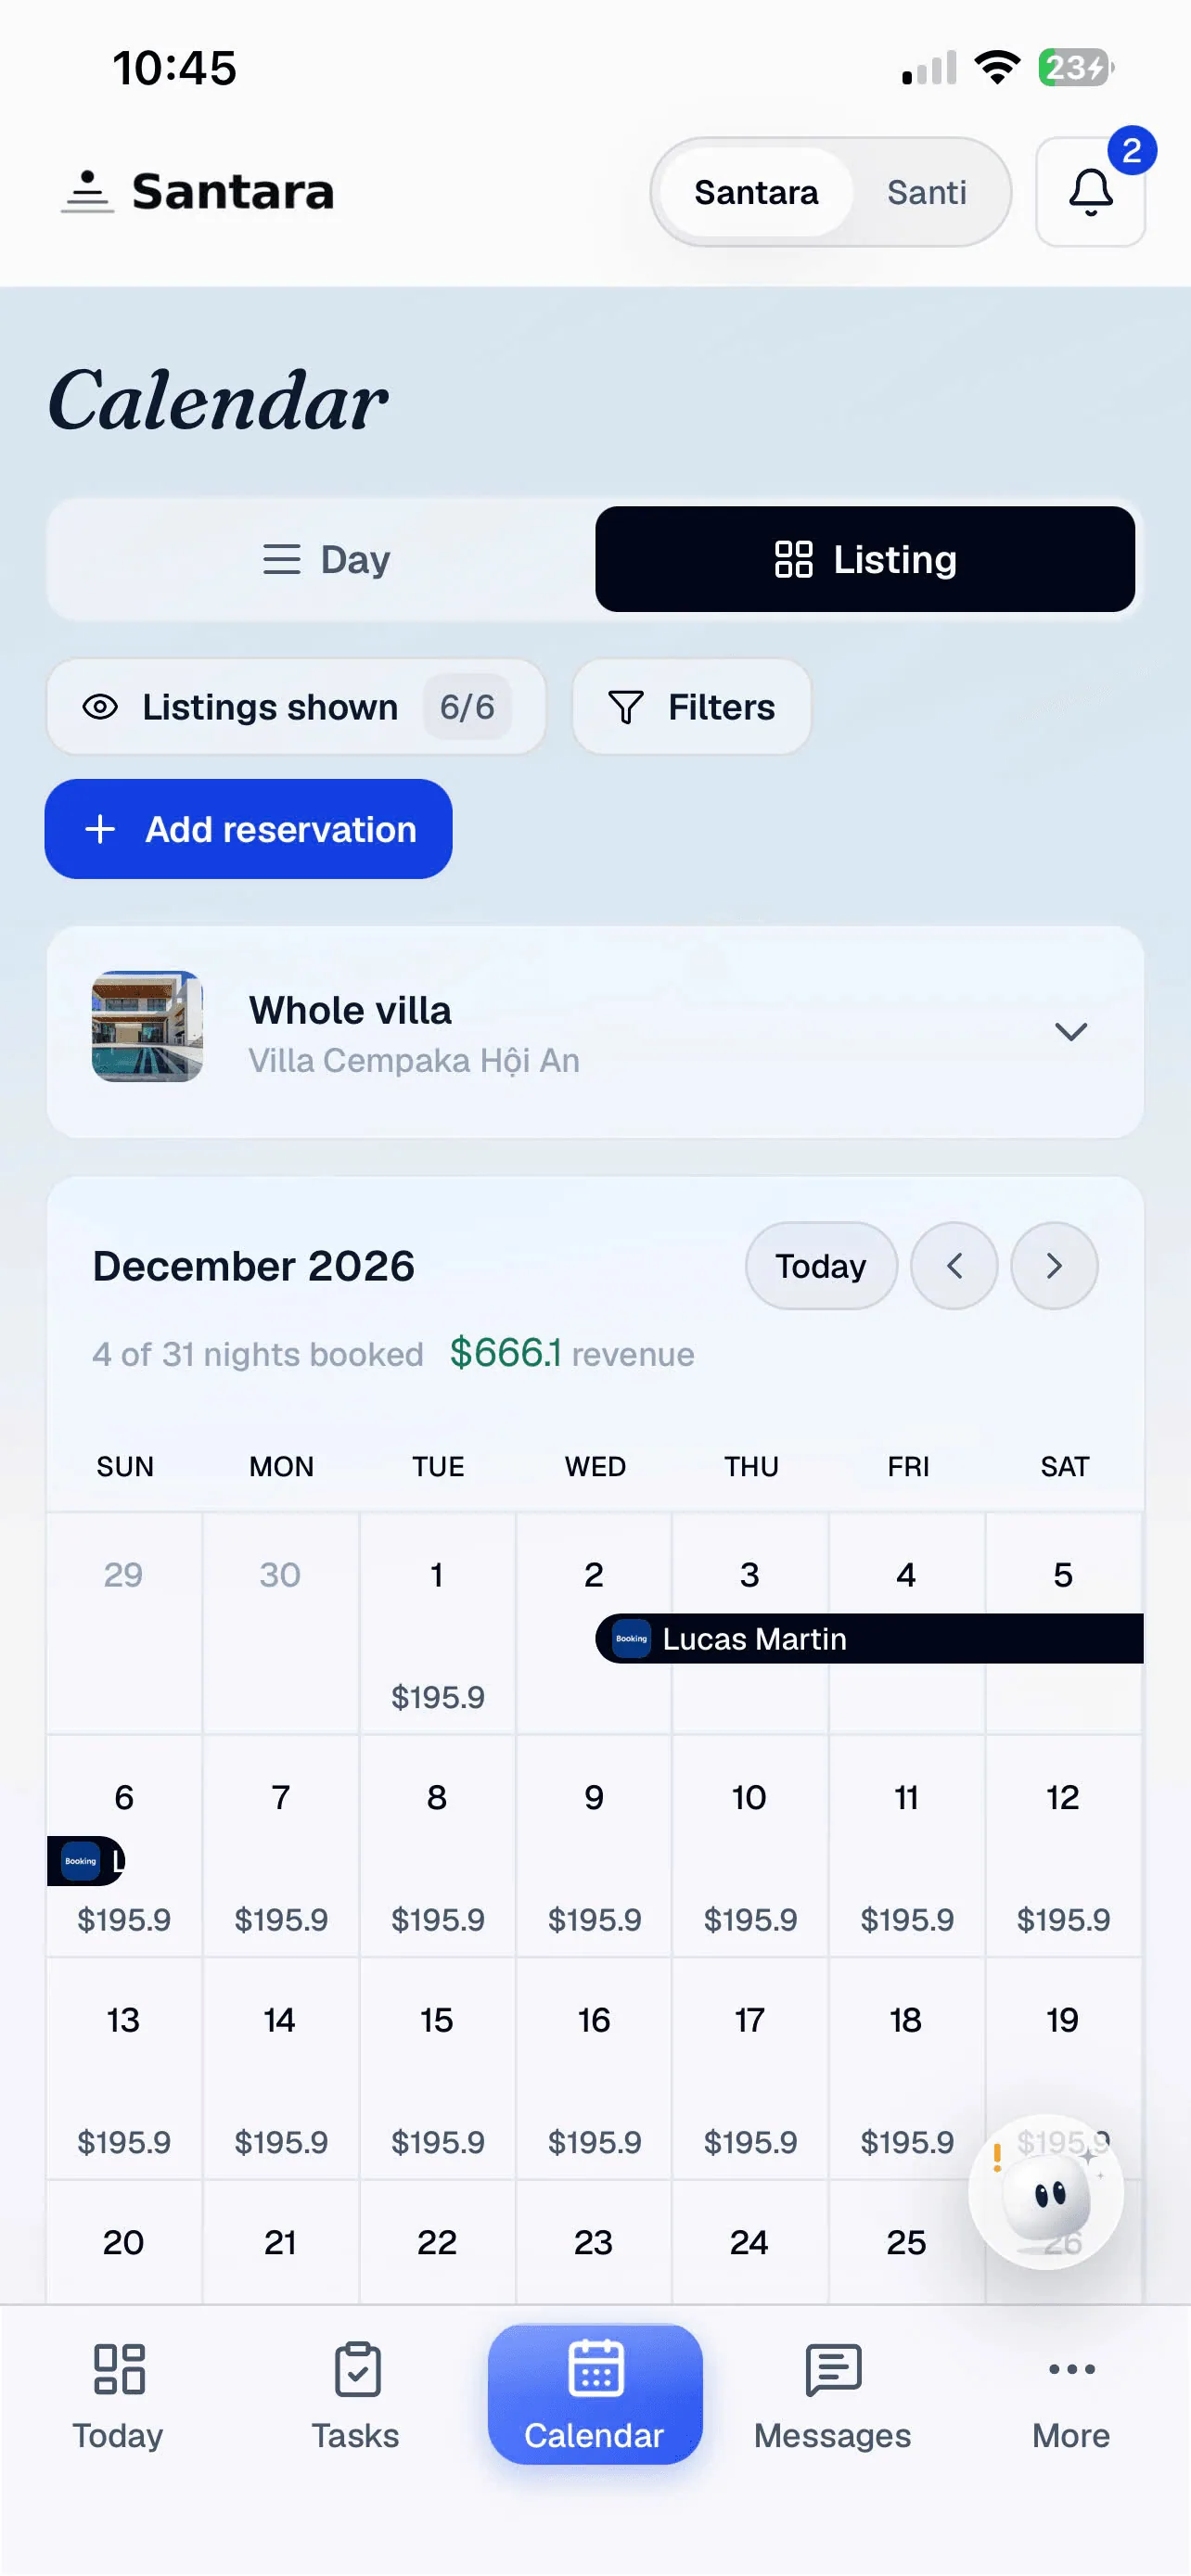 10:45
23
Santara
Santara Santi
2
Calendar
Day Listing
Listings shown 6/6 Filters
+ Add reservation
Whole villa
Villa Cempaka Hội An
December 2026 Today
4 of 31 nights booked $666.1 revenue
SUN MON TUE WED THU FRI SAT
29 30 1 2 3 4 5
Booking Lucas Martin
$195.9
6 7 8 9 10 11 12
Booking L
$195.9 $195.9 $195.9 $195.9 $195.9 $195.9 $195.9
13 14 15 16 17 18 19
$195.9 $195.9 $195.9 $195.9 $195.9 $195.9 $195.9
20 21 22 23 24 25 26
Today Tasks Calendar Messages More